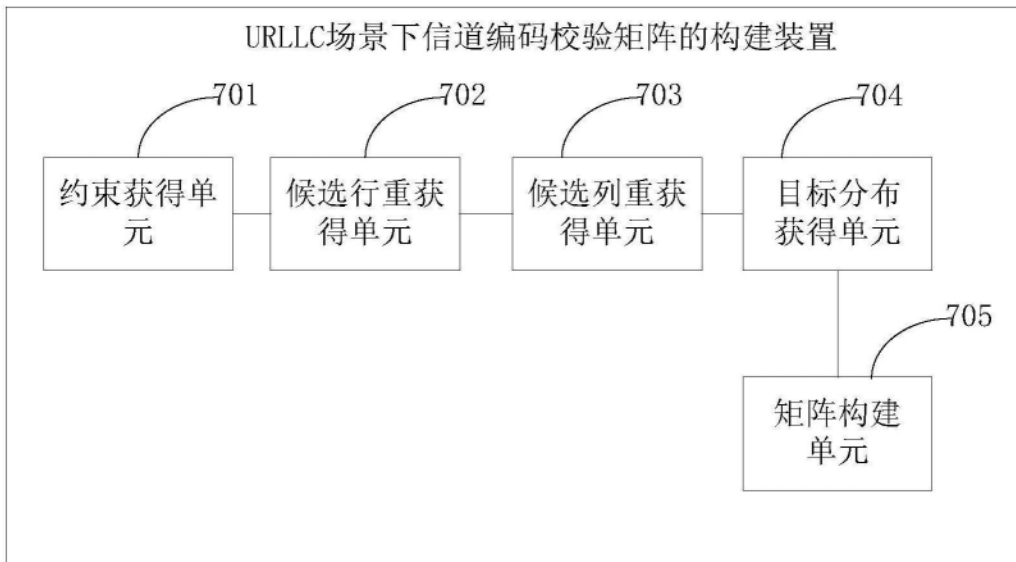 URLLC场景下信道编码校验矩阵的构建装置
701
702
703
704
约束获得单
元
候选行重获
得单元
候选列重获
得单元
目标分布
获得单元
705
矩阵构建
单元